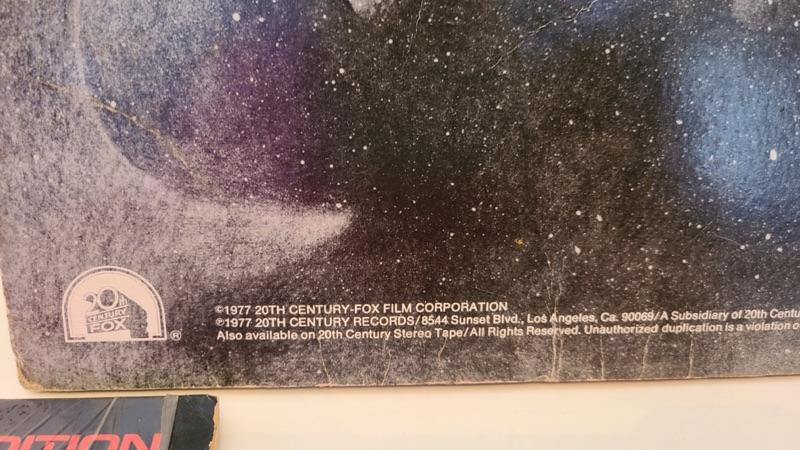 20th
CENTURY
FOX
®
©1977 20TH CENTURY-FOX FILM CORPORATION
℗1977 20TH CENTURY RECORDS/8544 Sunset Blvd., Los Angeles, Ca. 90069/A Subsidiary of 20th Centu
Also available on 20th Century Stereo Tape/All Rights Reserved. Unauthorized duplication is a violation o
DITION